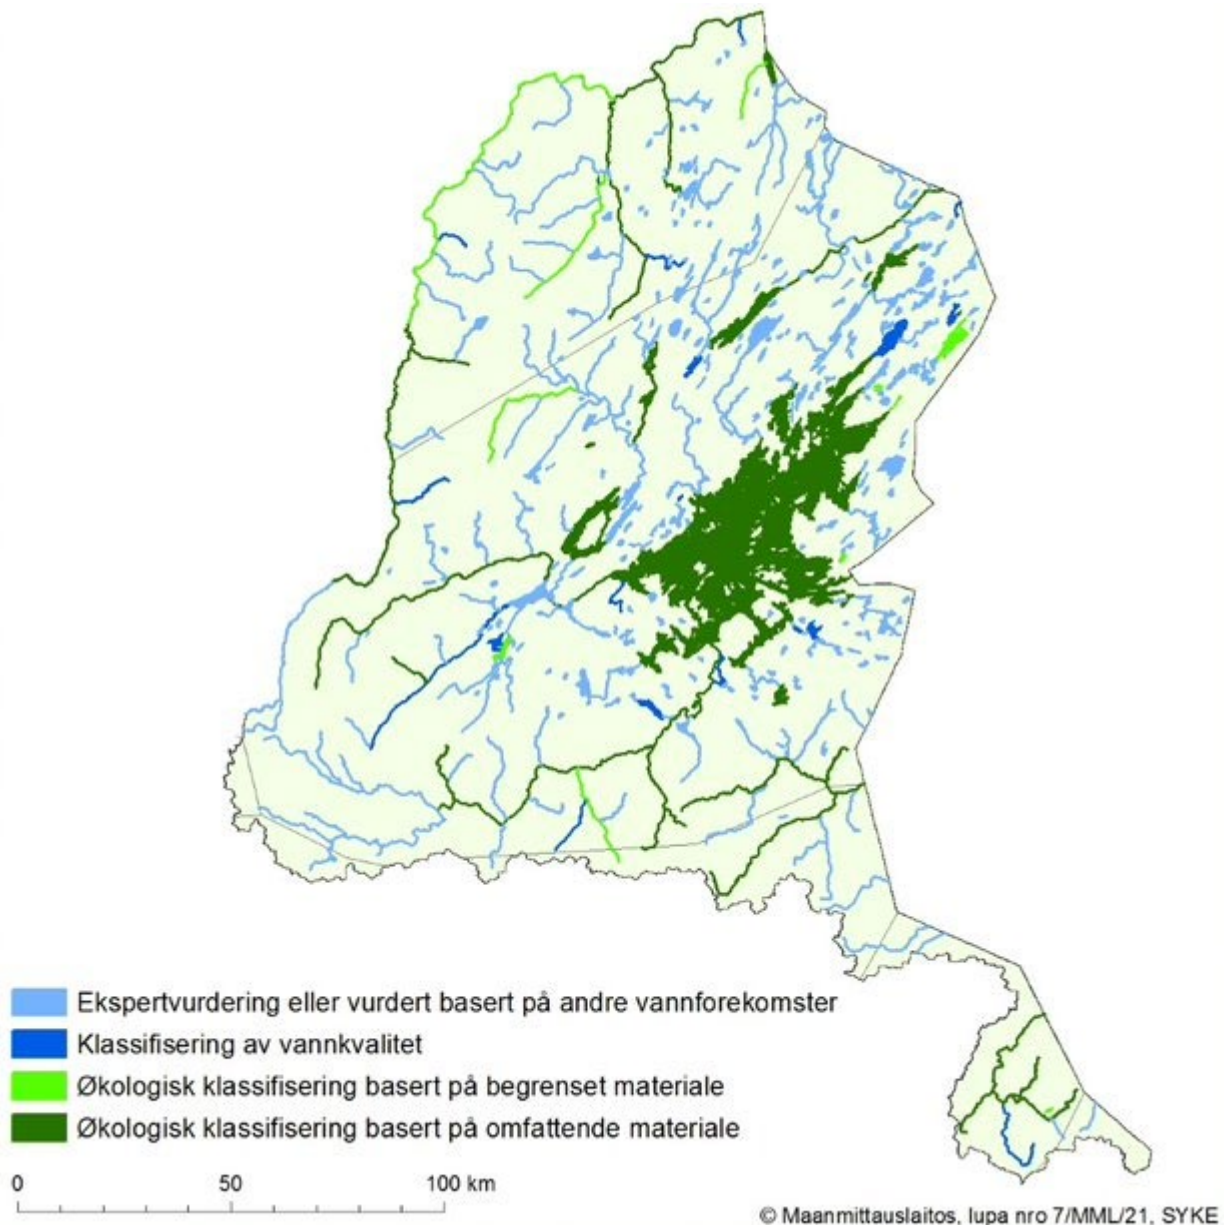 Ekspertvurdering eller vurdert basert på andre vannforekomster
Klassifisering av vannkvalitet
Økologisk klassifisering basert på begrenset materiale
Økologisk klassifisering basert på omfattende materiale
0 50 100 km
© Maanmittauslaitos, lupa nro 7/MML/21, SYKE